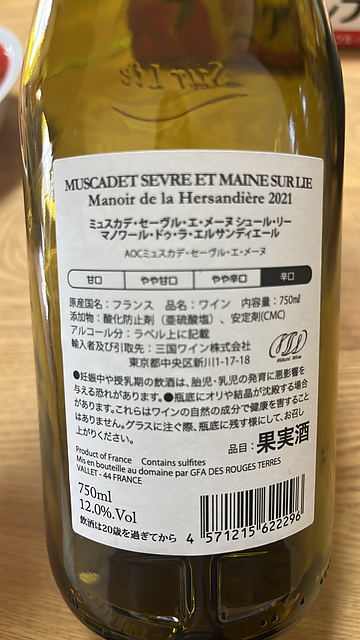 Sur Lie
MUSCADET SEVRE ET MAINE SUR LIE
Manoir de la Hersandière 2021
ミュスカデ・セーヴル・エ・メーヌ シュール・リー
マノワール・ドゥ・ラ・エルサンディエール
AOCミュスカデ・セーヴル・エ・メーヌ
甘口 やや甘口 やや辛口 辛口
原産国名：フランス 品名：ワイン 内容量：750㎖
添加物：酸化防止剤（亜硫酸塩）、安定剤(CMC)
アルコール分：ラベル上に記載
輸入者及び引取先：三国ワイン株式会社
東京都中央区新川1-17-18
Mikuni Wine
●妊娠中や授乳期の飲酒は、胎児・乳児の発育に悪影響を
与える恐れがあります。●瓶底にオリや結晶が沈殿する場合
があります。これらはワインの自然の成分で健康を害すること
はありません。グラスに注ぐ際、瓶底に残す様にして、お召し
上がりください。
品目：果実酒
Product of France Contains sulfites
Mis en bouteille au domaine par GFA DES ROUGES TERRES
VALLET - 44 FRANCE
750ml
12.0%.Vol
飲酒は20歳を過ぎてから
4 571215 622296